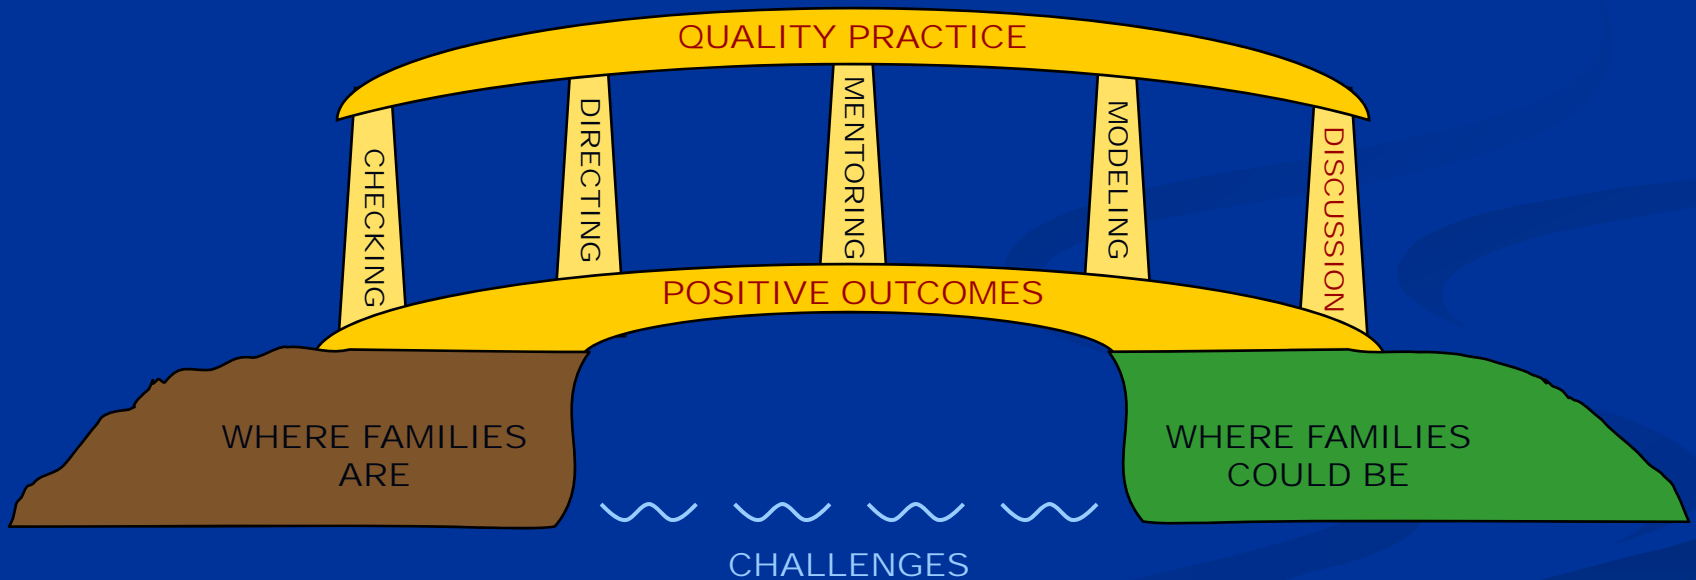 QUALITY PRACTICE
CHECKING
DIRECTING
MENTORING
MODELING
DISCUSSION
POSITIVE OUTCOMES
WHERE FAMILIES
ARE
WHERE FAMILIES
COULD BE
CHALLENGES